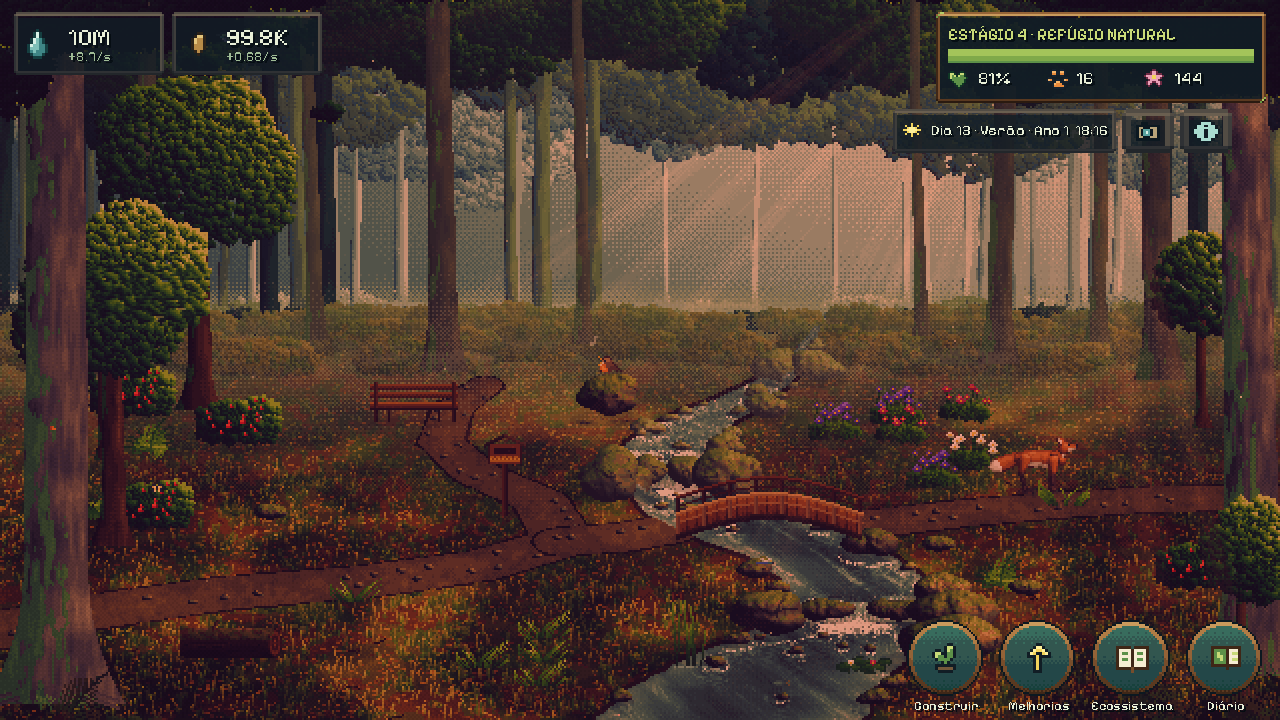 10M
+8.7/s
99.8K
+0.68/s
ESTÁGIO 4 · REFÚGIO NATURAL
81%
16
144
Dia 13 · Verão · Ano 1 18:16
Construir
Melhorias
Ecossistema
Diário